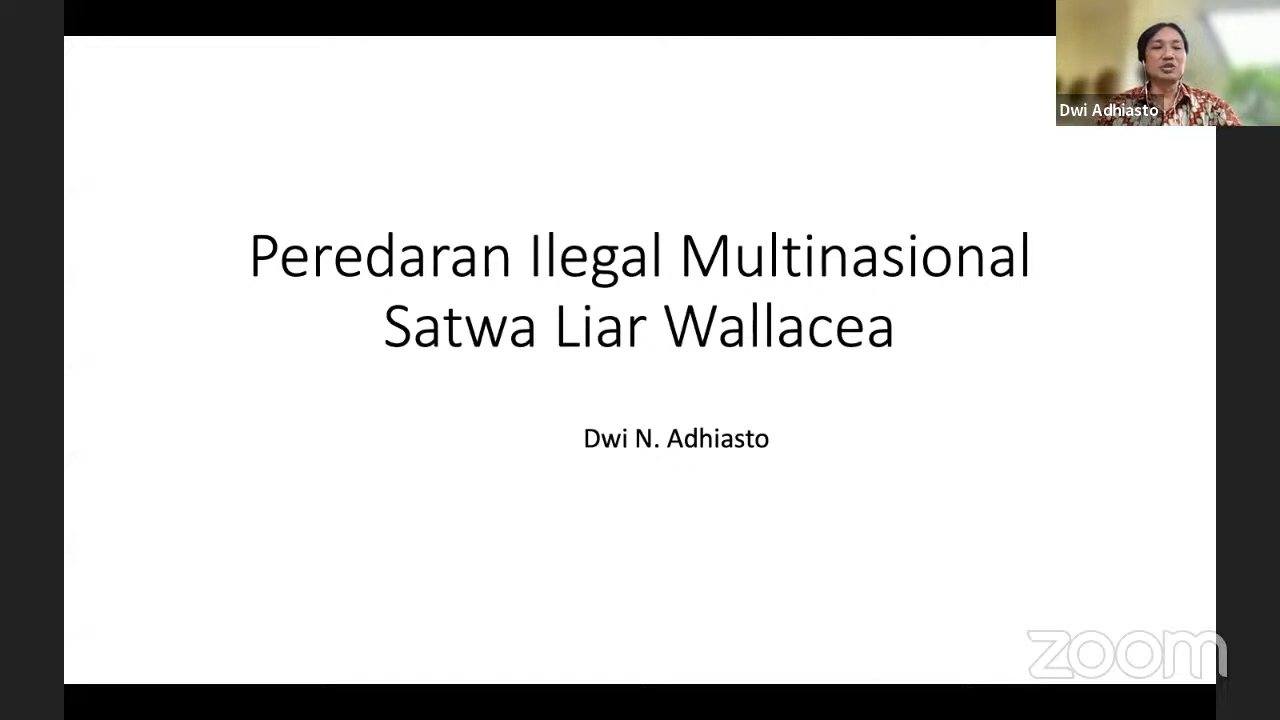 Dwi Adhiasto
Peredaran Ilegal Multinasional
Satwa Liar Wallacea
Dwi N. Adhiasto
zoom